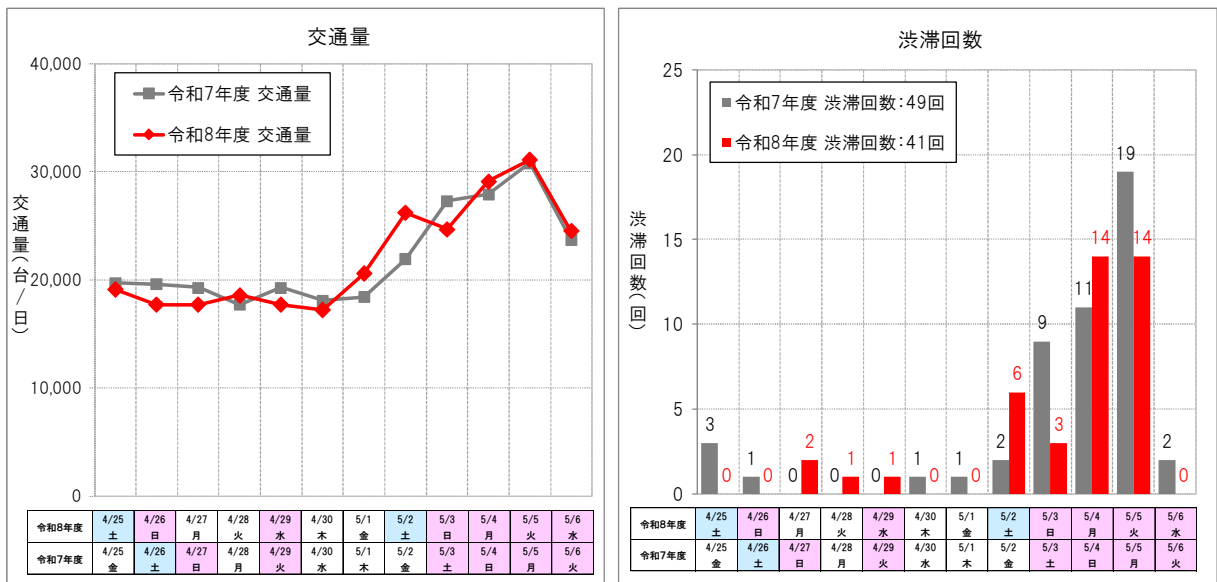 交通量
40,000
30,000
20,000
10,000
0
交通量(台/日)
令和7年度 交通量
令和8年度 交通量
令和8年度 4/25 4/26 4/27 4/28 4/29 4/30 5/1 5/2 5/3 5/4 5/5 5/6
土 日 月 火 水 木 金 土 日 月 火 水
令和7年度 4/25 4/26 4/27 4/28 4/29 4/30 5/1 5/2 5/3 5/4 5/5 5/6
金 土 日 月 火 水 木 金 土 日 月 火
渋滞回数
25
20
15
10
5
0
渋滞回数(回)
令和7年度 渋滞回数:49回
令和8年度 渋滞回数:41回
3 0 1 0 0 2 0 1 0 1 1 0 1 0 2 6 9 3 11 14 19 14 2 0
令和8年度 4/25 4/26 4/27 4/28 4/29 4/30 5/1 5/2 5/3 5/4 5/5 5/6
土 日 月 火 水 木 金 土 日 月 火 水
令和7年度 4/25 4/26 4/27 4/28 4/29 4/30 5/1 5/2 5/3 5/4 5/5 5/6
金 土 日 月 火 水 木 金 土 日 月 火